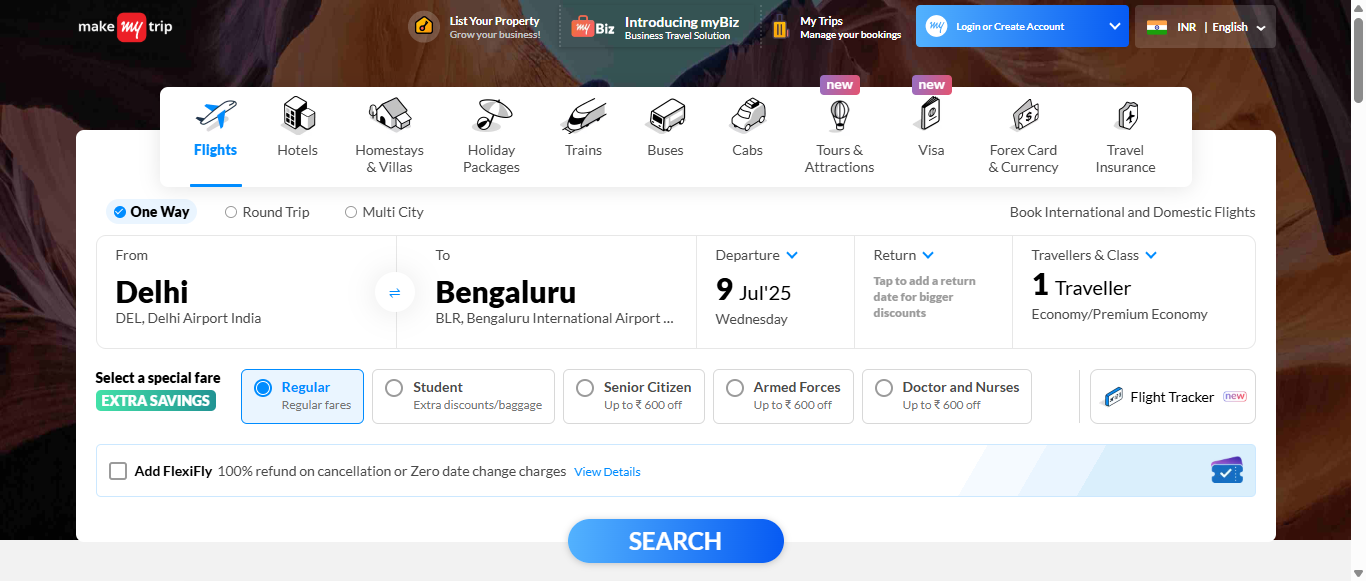 make my trip
List Your Property
Grow your business!
my Biz
Introducing myBiz
Business Travel Solution
My Trips
Manage your bookings
my
Login or Create Account
INR | English
new
new
Flights
Hotels
Homestays
& Villas
Holiday
Packages
Trains
Buses
Cabs
Tours &
Attractions
Visa
Forex Card
& Currency
Travel
Insurance
One Way
Round Trip
Multi City
Book International and Domestic Flights
From
Delhi
DEL, Delhi Airport India
To
Bengaluru
BLR, Bengaluru International Airport ...
Departure
9 Jul'25
Wednesday
Return
Tap to add a return
date for bigger
discounts
Travellers & Class
1 Traveller
Economy/Premium Economy
Select a special fare
EXTRA SAVINGS
Regular
Regular fares
Student
Extra discounts/baggage
Senior Citizen
Up to ₹ 600 off
Armed Forces
Up to ₹ 600 off
Doctor and Nurses
Up to ₹ 600 off
Flight Tracker new
Add FlexiFly 100% refund on cancellation or Zero date change charges View Details
SEARCH